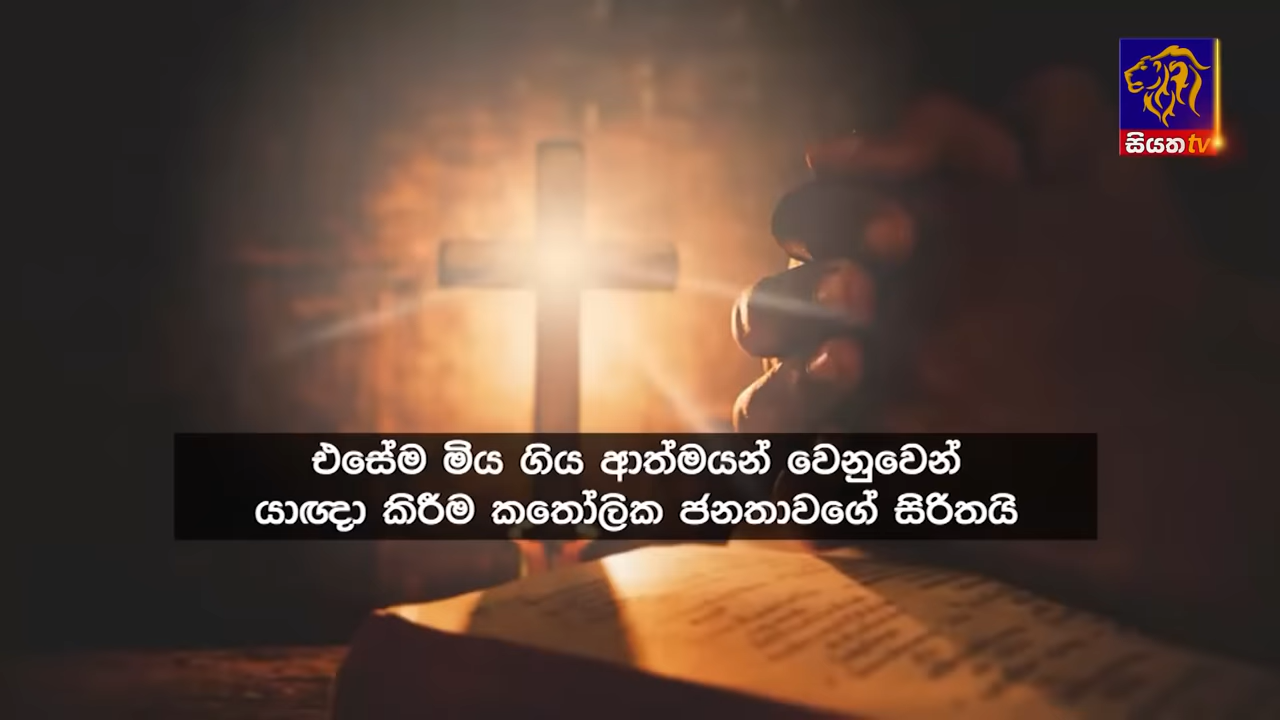 සියත tv
එසේම මිය ගිය ආත්මයන් වෙනුවෙන්
යාඥා කිරීම කතෝලික ජනතාවගේ සිරිතයි